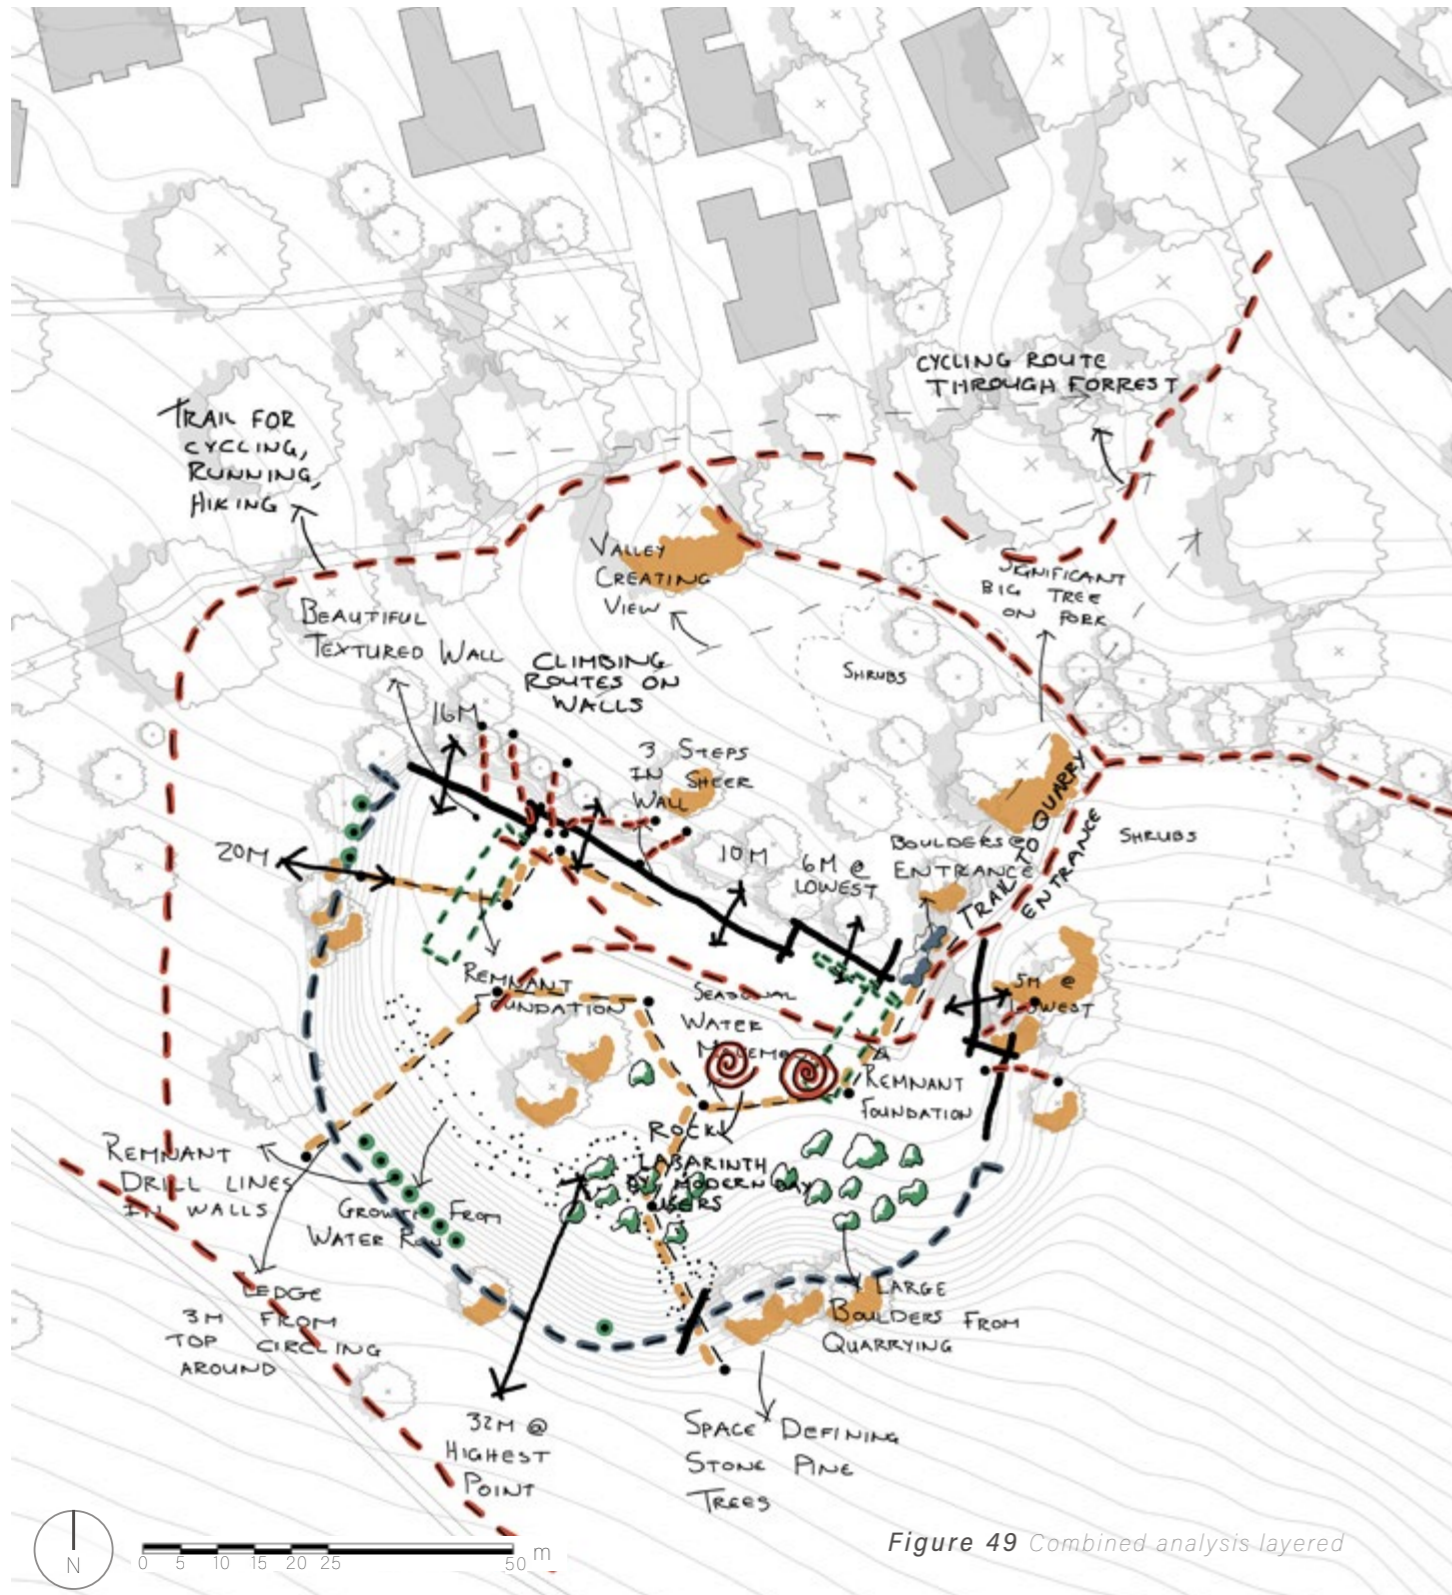 CYCLING ROUTE
THROUGH FORREST
TRAIL FOR
CYCLING,
RUNNING,
HIKING
VALLEY
CREATING
VIEW
SIGNIFICANT
BIG TREE
ON FORK
BEAUTIFUL
TEXTURED WALL
CLIMBING
ROUTES ON
WALLS
SHRUBS
16M
3 STEPS
IN SHEER
WALL
TRAIL TO QUARRY
ENTRANCE
SHRUBS
20M
10M
6M @
LOWEST
BOULDERS @
ENTRANCE
REMNANT
FOUNDATION
SEASONAL
WATER
MOVEMENT
5M @
LOWEST
REMNANT
FOUNDATION
ROCK
LABARINTH
BY MODERN DAY
USERS
REMNANT
DRILL LINES
IN WALLS
GROWTH FROM
WATER RUN
LEDGE
3M FROM
TOP CIRCLING
AROUND
LARGE
BOULDERS FROM
QUARRYING
32M @
HIGHEST
POINT
SPACE DEFINING
STONE PINE
TREES
N
0 5 10 15 20 25 50 m
Figure 49 Combined analysis layered